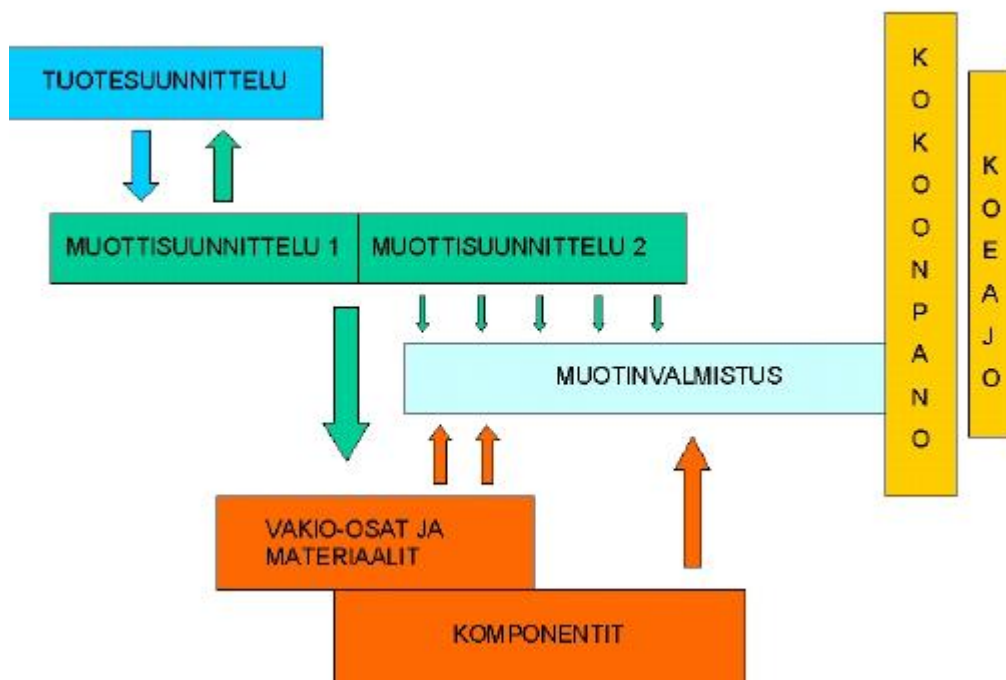 TUOTESUUNNITTELU
MUOTTISUUNNITTELU 1
MUOTTISUUNNITTELU 2
MUOTINVALMISTUS
VAKIO-OSAT JA
MATERIAALIT
KOMPONENTIT
KOKOONPANO
KOEAJO